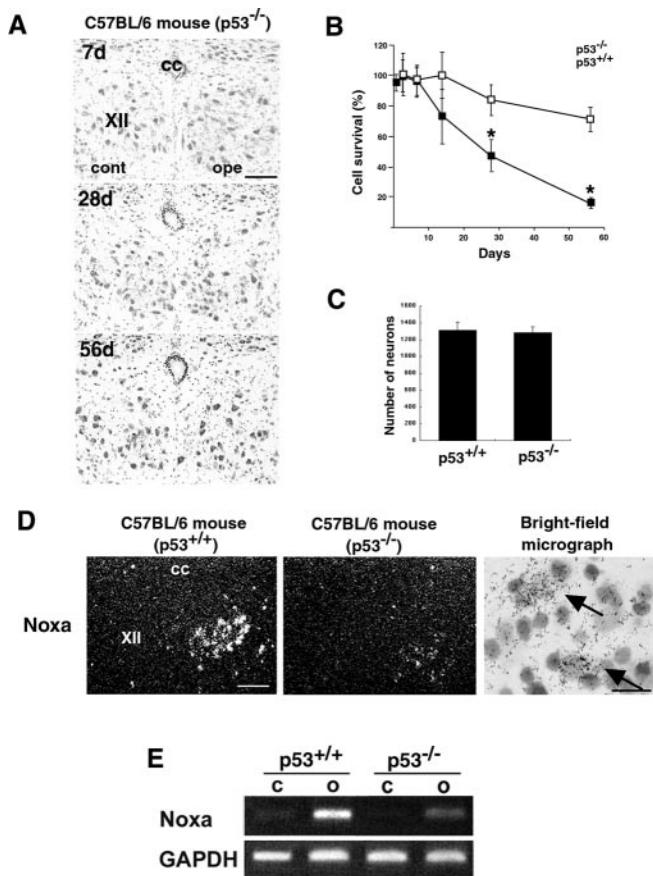 A
C57BL/6 mouse (p53-/-)
7d
cc
XII
cont
ope
28d
56d
B
p53-/-
p53+/+
Cell survival (%)
120
100
80
60
40
20
*
*
10 20 30 40 50 60
Days
C
Number of neurons
1600
1400
1200
1000
800
600
400
200
0
p53+/+ p53-/-
D
C57BL/6 mouse
(p53+/+)
C57BL/6 mouse
(p53-/-)
Bright-field
micrograph
Noxa
cc
XII
E
p53+/+ p53-/-
C O C O
Noxa
GAPDH